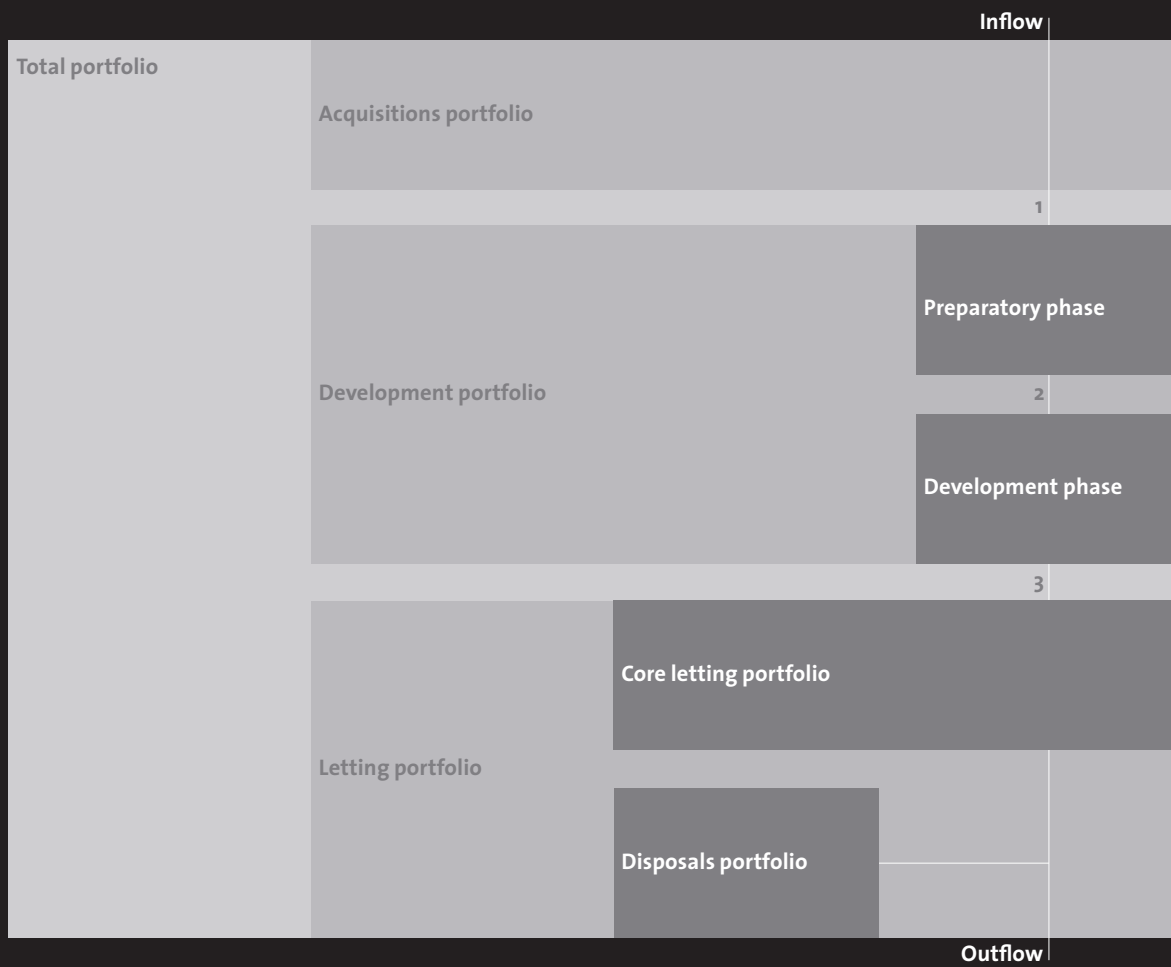 Inflow
Total portfolio
Acquisitions portfolio
1
Preparatory phase
Development portfolio
2
Development phase
3
Core letting portfolio
Letting portfolio
Disposals portfolio
Outflow